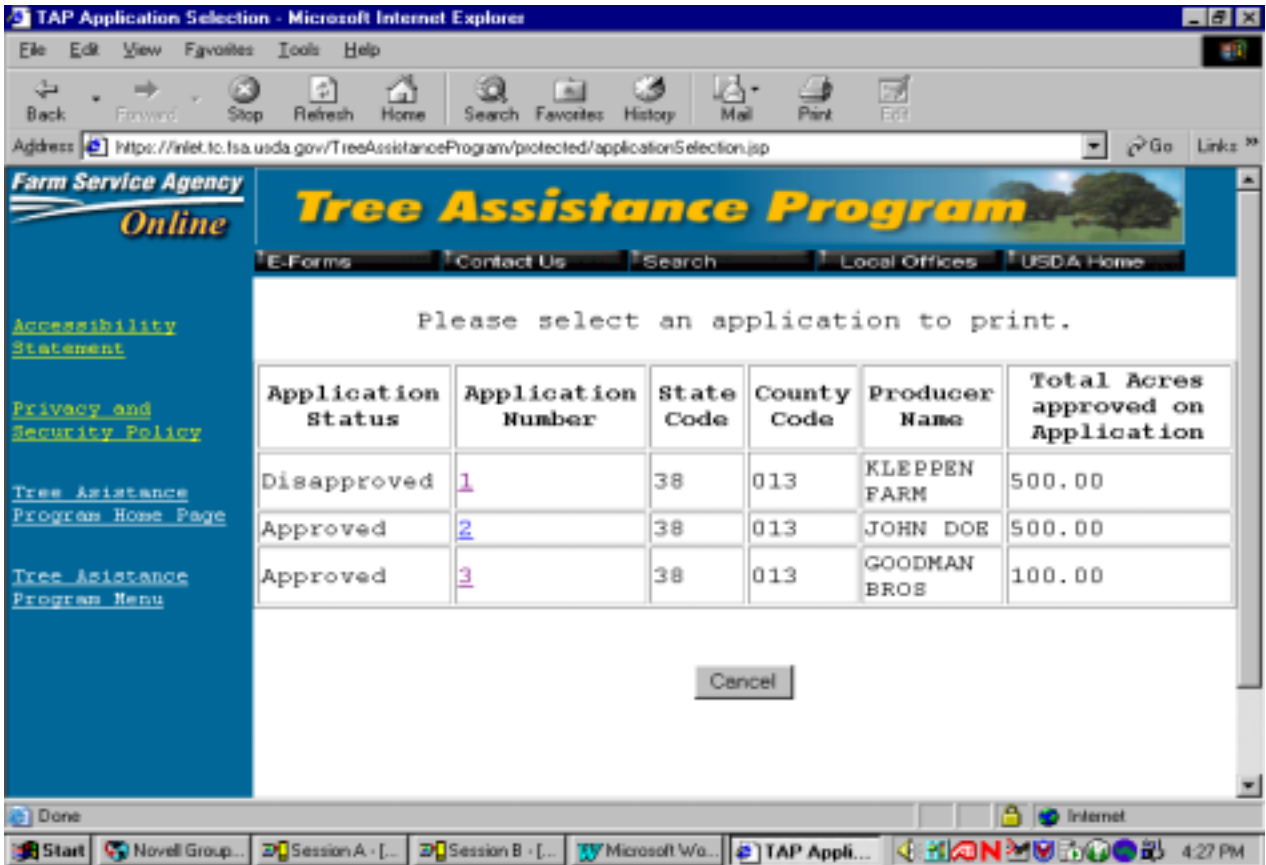 TAP Application Selection - Microsoft Internet Explorer
File Edit View Favorites Tools Help
Back Forward Stop Refresh Home Search Favorites History Mail Print Edit
Address https://inlet.tc.fsa.usda.gov/TreeAssistanceProgram/protected/applicationSelection.jsp Go Links »
Farm Service Agency
Online
Tree Assistance Program
E-Forms Contact Us Search Local Offices USDA Home
Accessibility
Statement
Privacy and
Security Policy
Tree Asistance
Program Home Page
Tree Asistance
Program Menu
Please select an application to print.
Application Status Application Number State Code County Code Producer Name Total Acres approved on Application
Disapproved 1 38 013 KLEPPEN FARM 500.00
Approved 2 38 013 JOHN DOE 500.00
Approved 3 38 013 GOODMAN BROS 100.00
Cancel
Done Internet
Start Novell Group... Session A - [... Session B - [... Microsoft Wo... TAP Appli... 4:27 PM